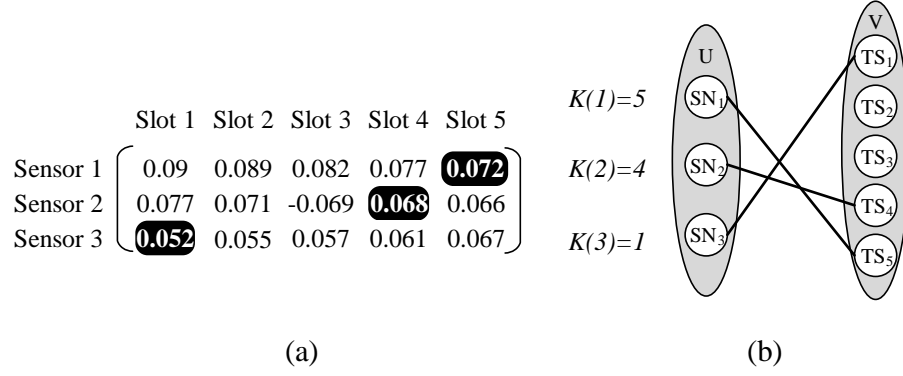 Slot 1 Slot 2 Slot 3 Slot 4 Slot 5
Sensor 1 0.09 0.089 0.082 0.077 0.072
Sensor 2 0.077 0.071 -0.069 0.068 0.066
Sensor 3 0.052 0.055 0.057 0.061 0.067
(a)
K(1)=5
K(2)=4
K(3)=1
U
SN1
SN2
SN3
V
TS1
TS2
TS3
TS4
TS5
(b)